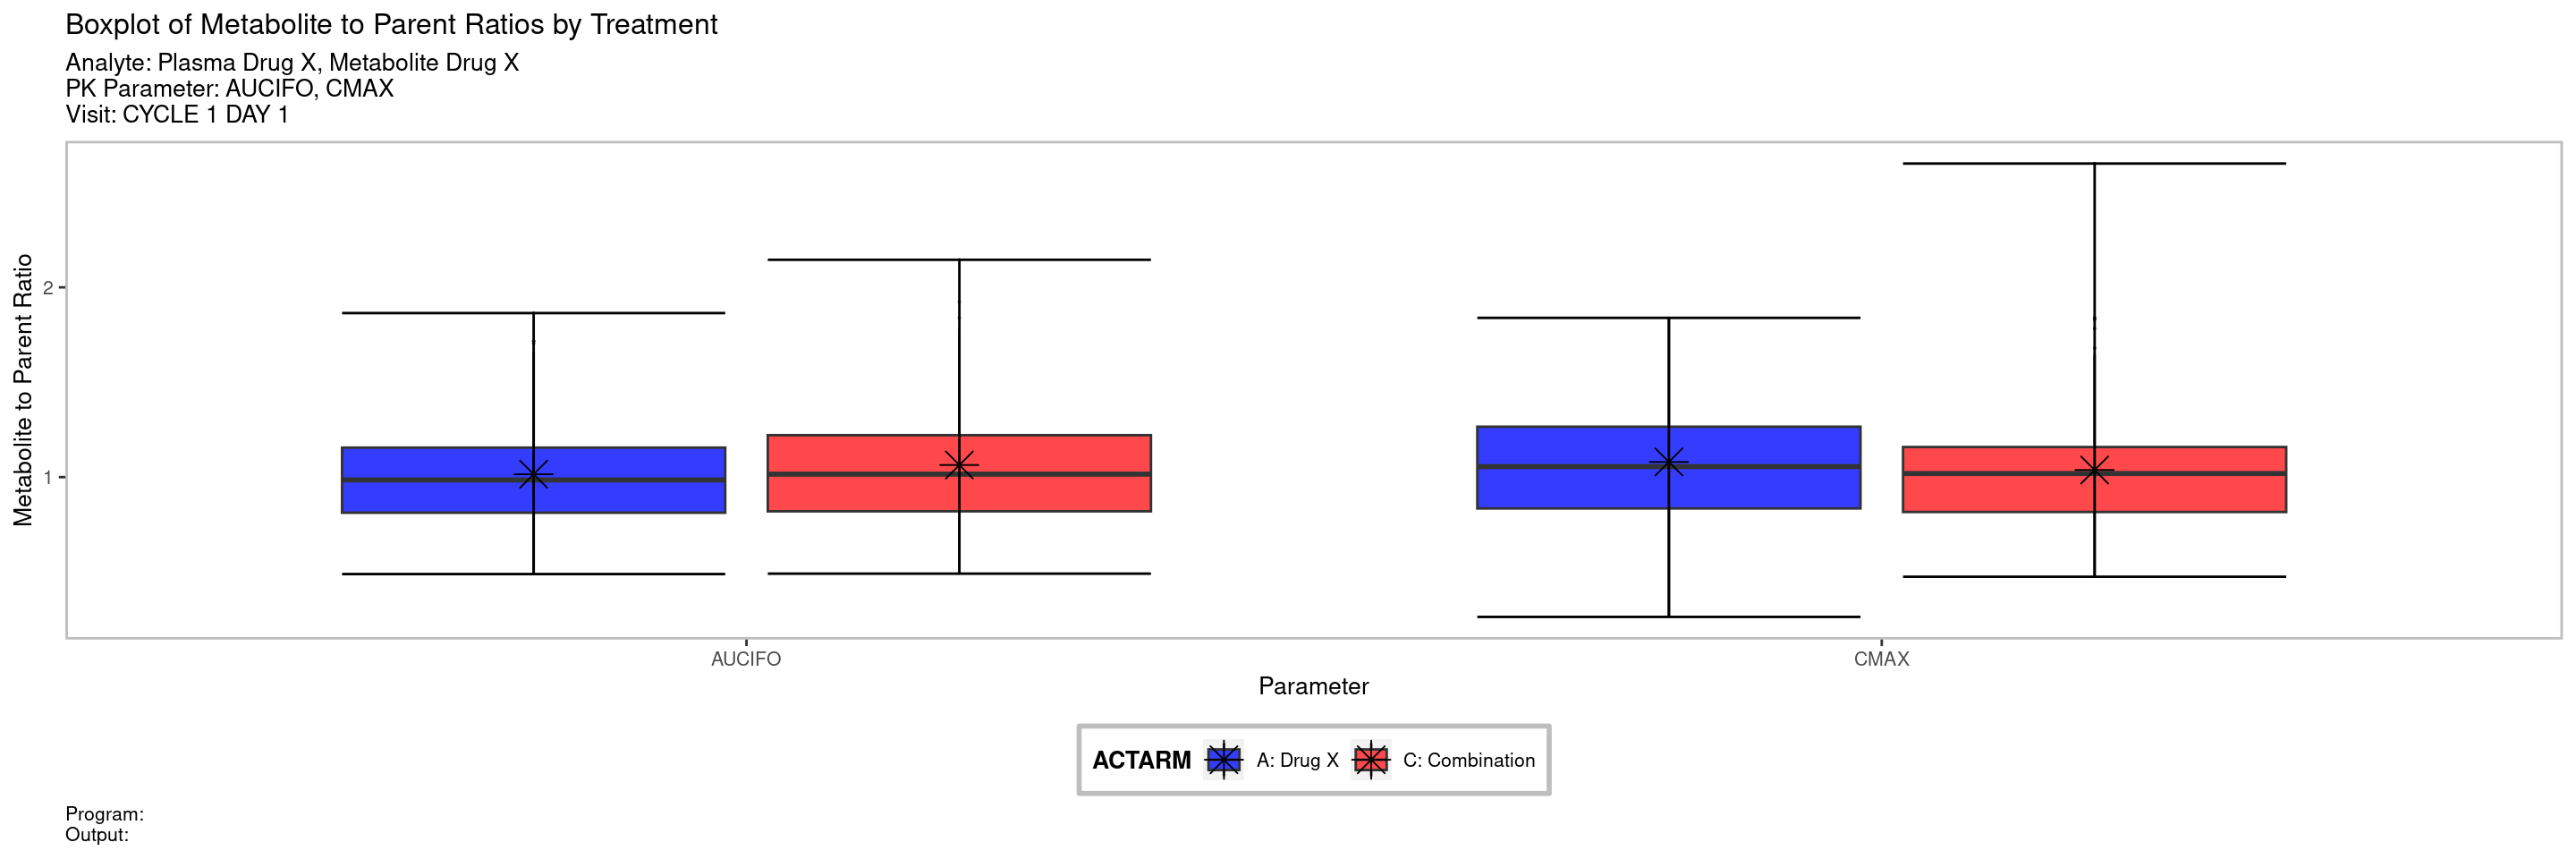 Boxplot of Metabolite to Parent Ratios by Treatment
Analyte: Plasma Drug X, Metabolite Drug X
PK Parameter: AUCIFO, CMAX
Visit: CYCLE 1 DAY 1
Metabolite to Parent Ratio
2
1
AUCIFO
CMAX
Parameter
ACTARM
A: Drug X
C: Combination
Program:
Output: